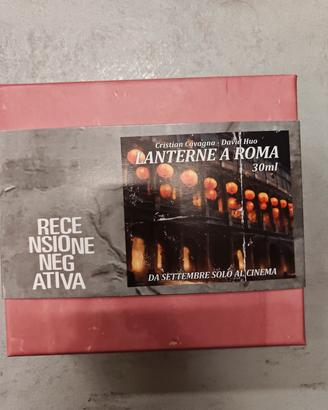 Cristian Cavagna - David Huo
LANTERNE A ROMA
30ml
DA SETTEMBRE SOLO AL CINEMA
RECE
NSIONE
NEG
ATIVA